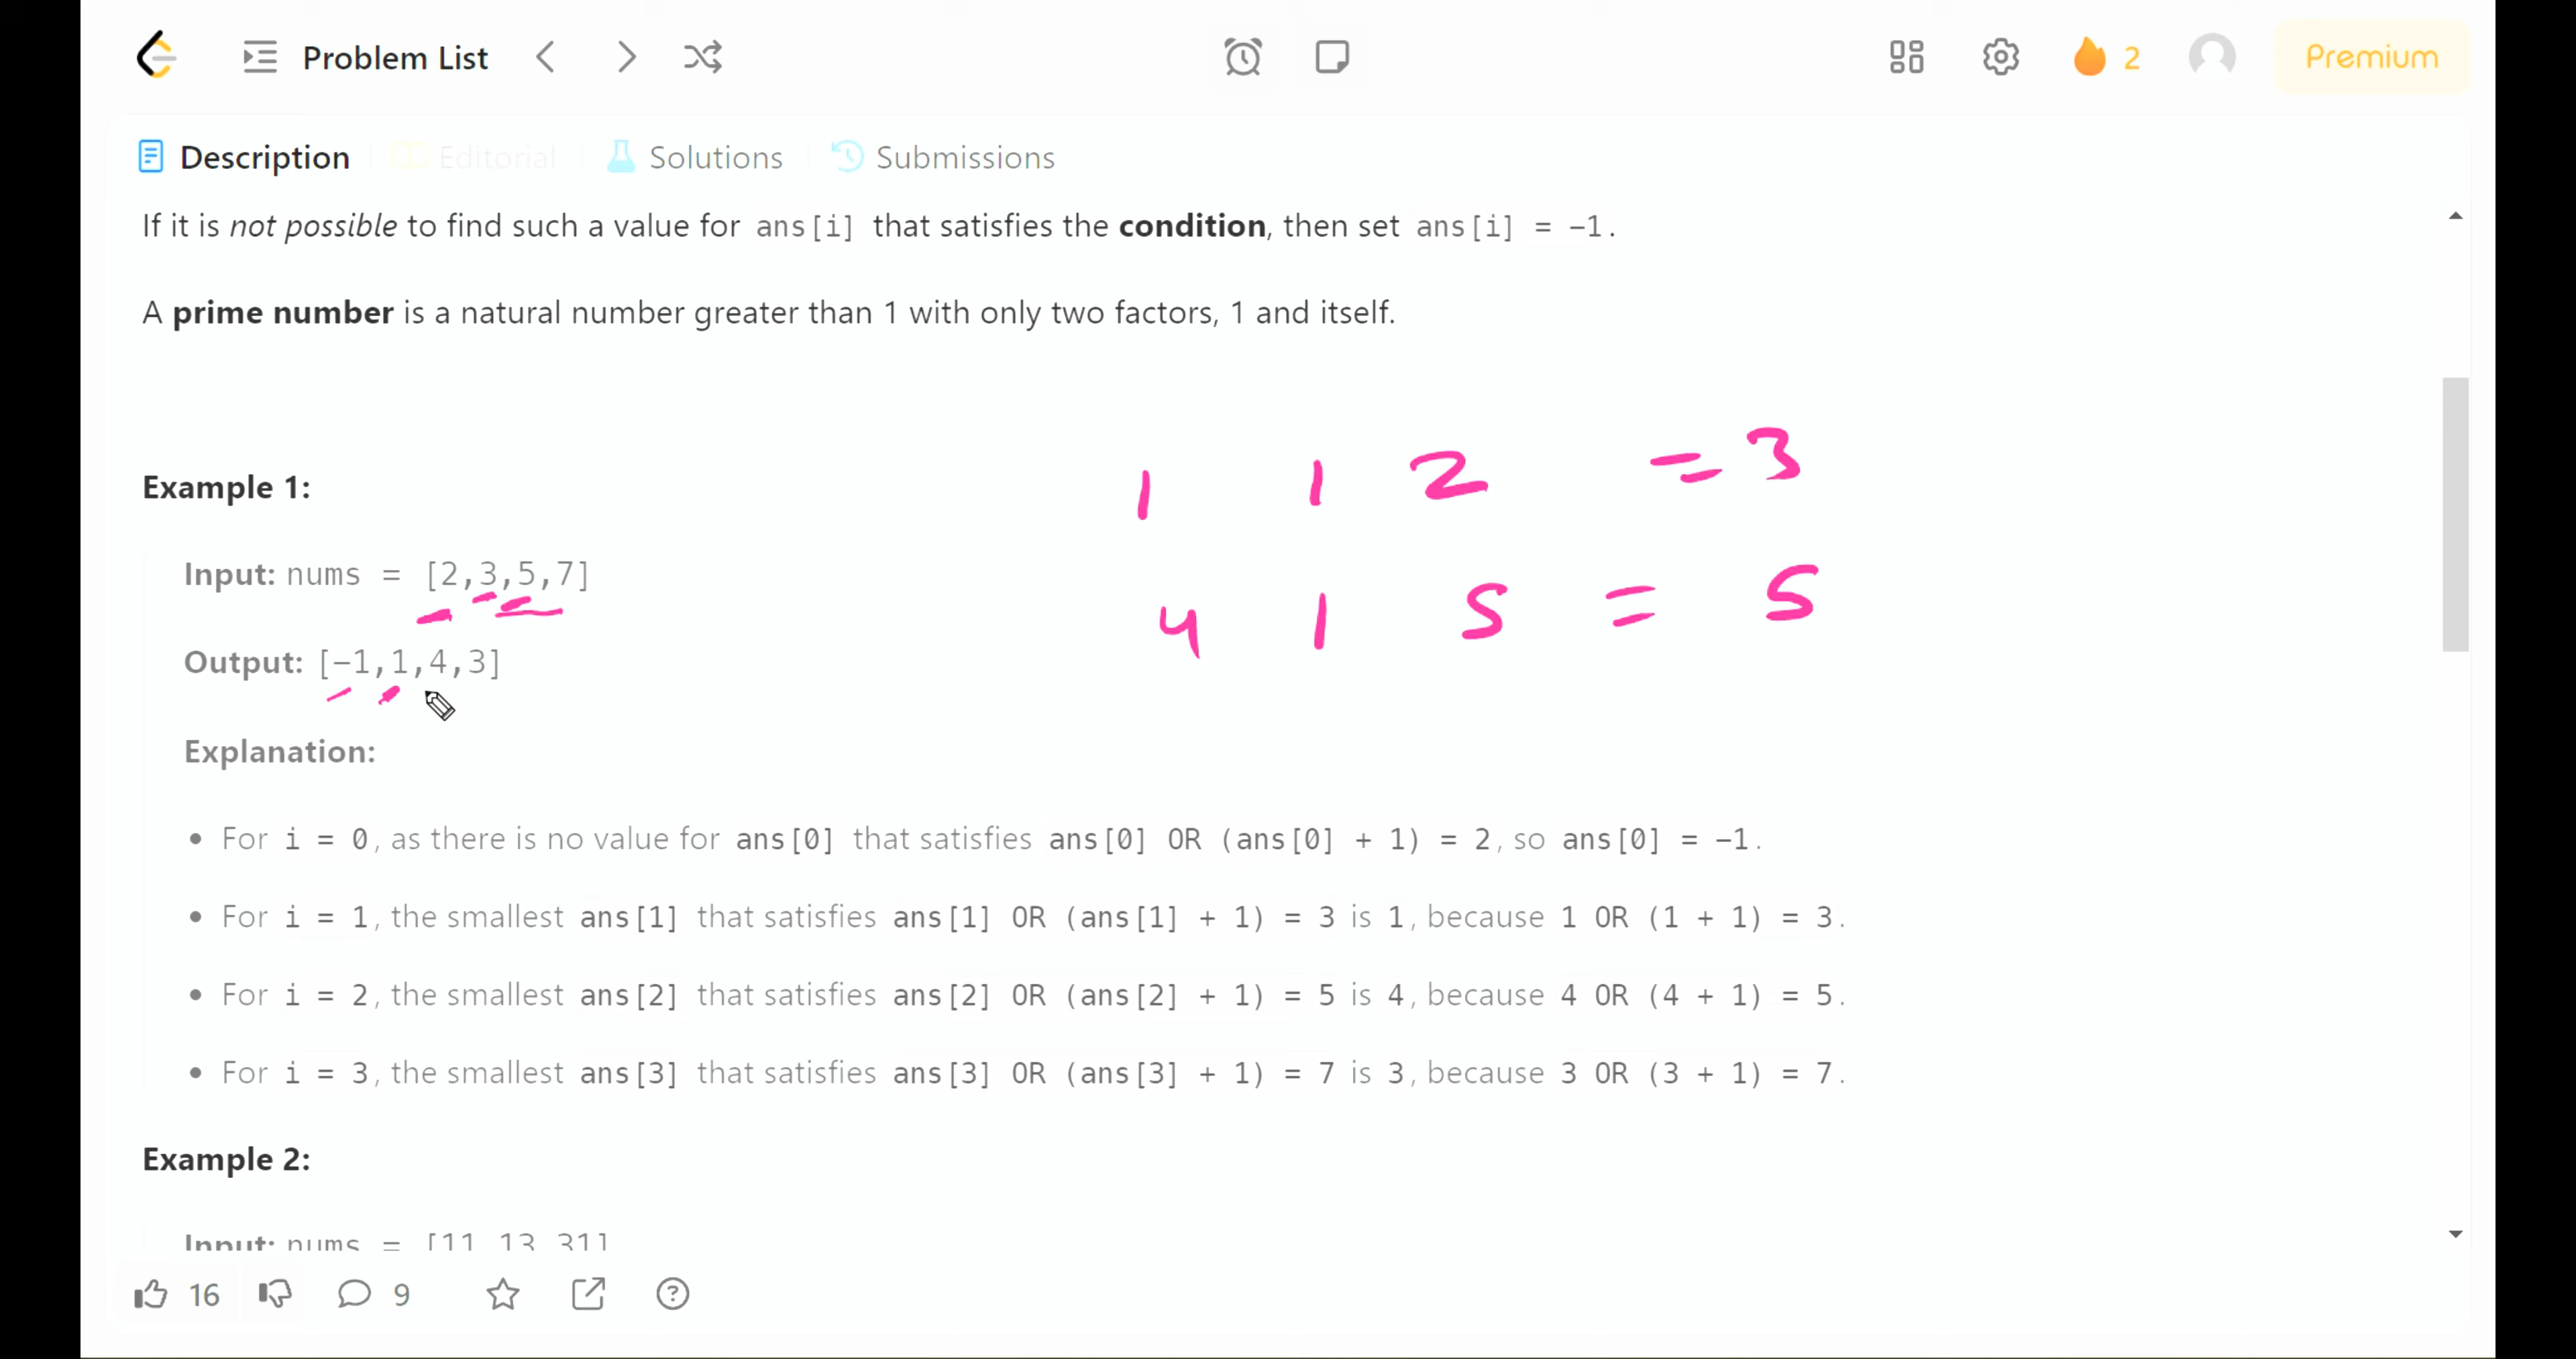 Problem List
2
Premium
Description
Editorial
Solutions
Submissions
If it is not possible to find such a value for ans[i] that satisfies the condition, then set ans[i] = -1.
A prime number is a natural number greater than 1 with only two factors, 1 and itself.
1 1 2 = 3
Example 1:
Input: nums = [2,3,5,7]
4 1 5 = 5
Output: [-1,1,4,3]
Explanation:
• For i = 0, as there is no value for ans[0] that satisfies ans[0] OR (ans[0] + 1) = 2, so ans[0] = -1.
• For i = 1, the smallest ans[1] that satisfies ans[1] OR (ans[1] + 1) = 3 is 1, because 1 OR (1 + 1) = 3.
• For i = 2, the smallest ans[2] that satisfies ans[2] OR (ans[2] + 1) = 5 is 4, because 4 OR (4 + 1) = 5.
• For i = 3, the smallest ans[3] that satisfies ans[3] OR (ans[3] + 1) = 7 is 3, because 3 OR (3 + 1) = 7.
Example 2:
Input: nums = [11,13,31]
16
9